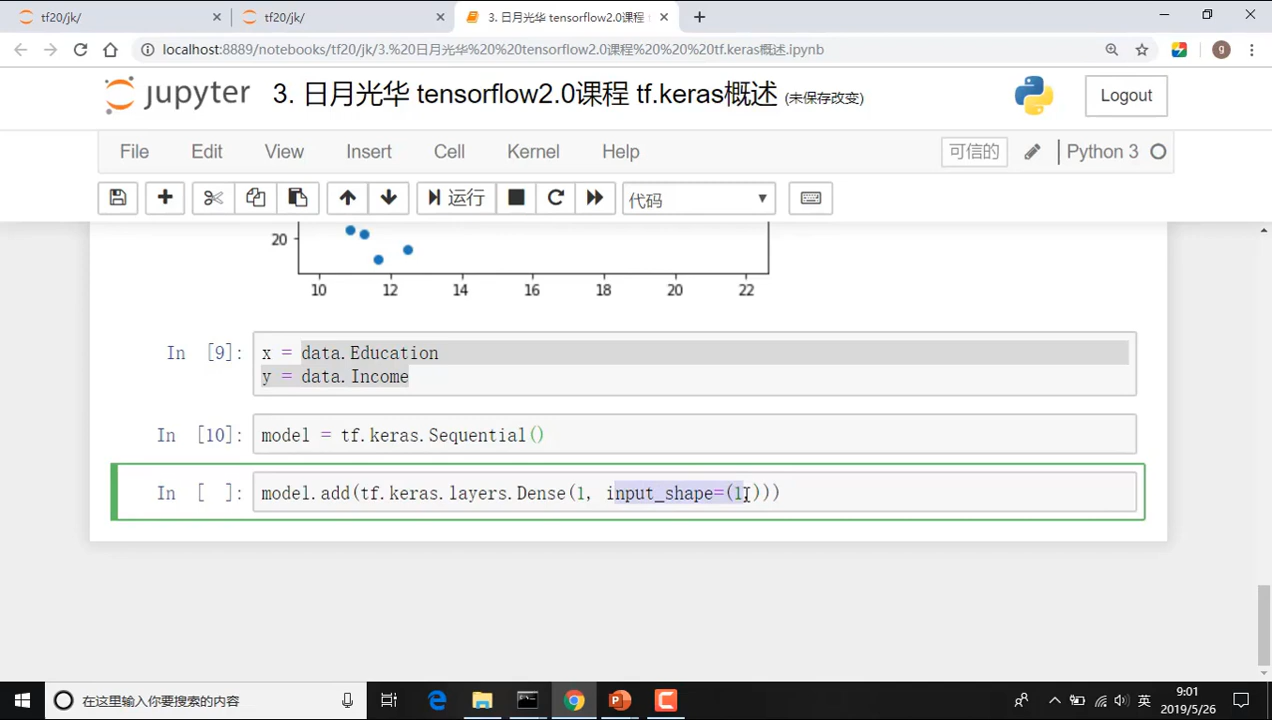 tf20/jk/
tf20/jk/
3. 日月光华 tensorflow2.0课程
localhost:8889/notebooks/tf20/jk/3.%20日月光华%20%20tensorflow2.0课程%20%20%20tf.keras概述.ipynb
g
jupyter 3. 日月光华 tensorflow2.0课程 tf.keras概述 (未保存改变)
Logout
File Edit View Insert Cell Kernel Help 可信的 Python 3
运行 代码
20
10 12 14 16 18 20 22
In [9]: x = data.Education
y = data.Income
In [10]: model = tf.keras.Sequential()
In [ ]: model.add(tf.keras.layers.Dense(1, input_shape=(1,)))
在这里输入你要搜索的内容
英
9:01
2019/5/26